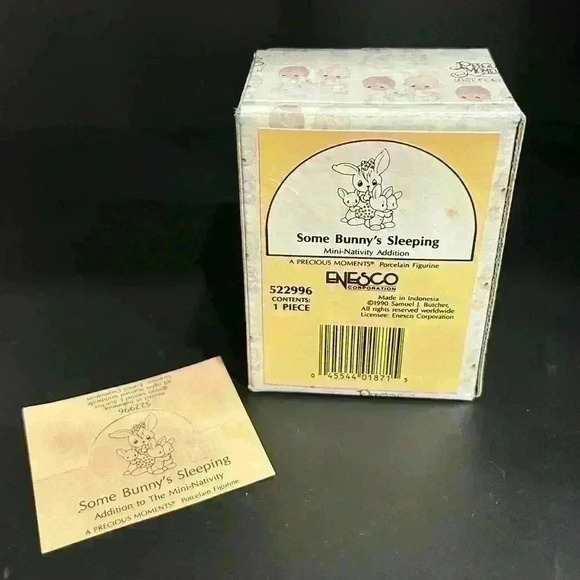 Some Bunny's Sleeping
Mini-Nativity Addition
A PRECIOUS MOMENTS® Porcelain Figurine
ENESCO
CORPORATION
522996
CONTENTS:
1 PIECE
Made in Indonesia
©1990 Samuel J. Butcher,
All rights reserved worldwide
Licensee: Enesco Corporation
0 45544 01871 5
522996
Some Bunny's Sleeping
Addition to The Mini-Nativity
A PRECIOUS MOMENTS® Porcelain Figurine